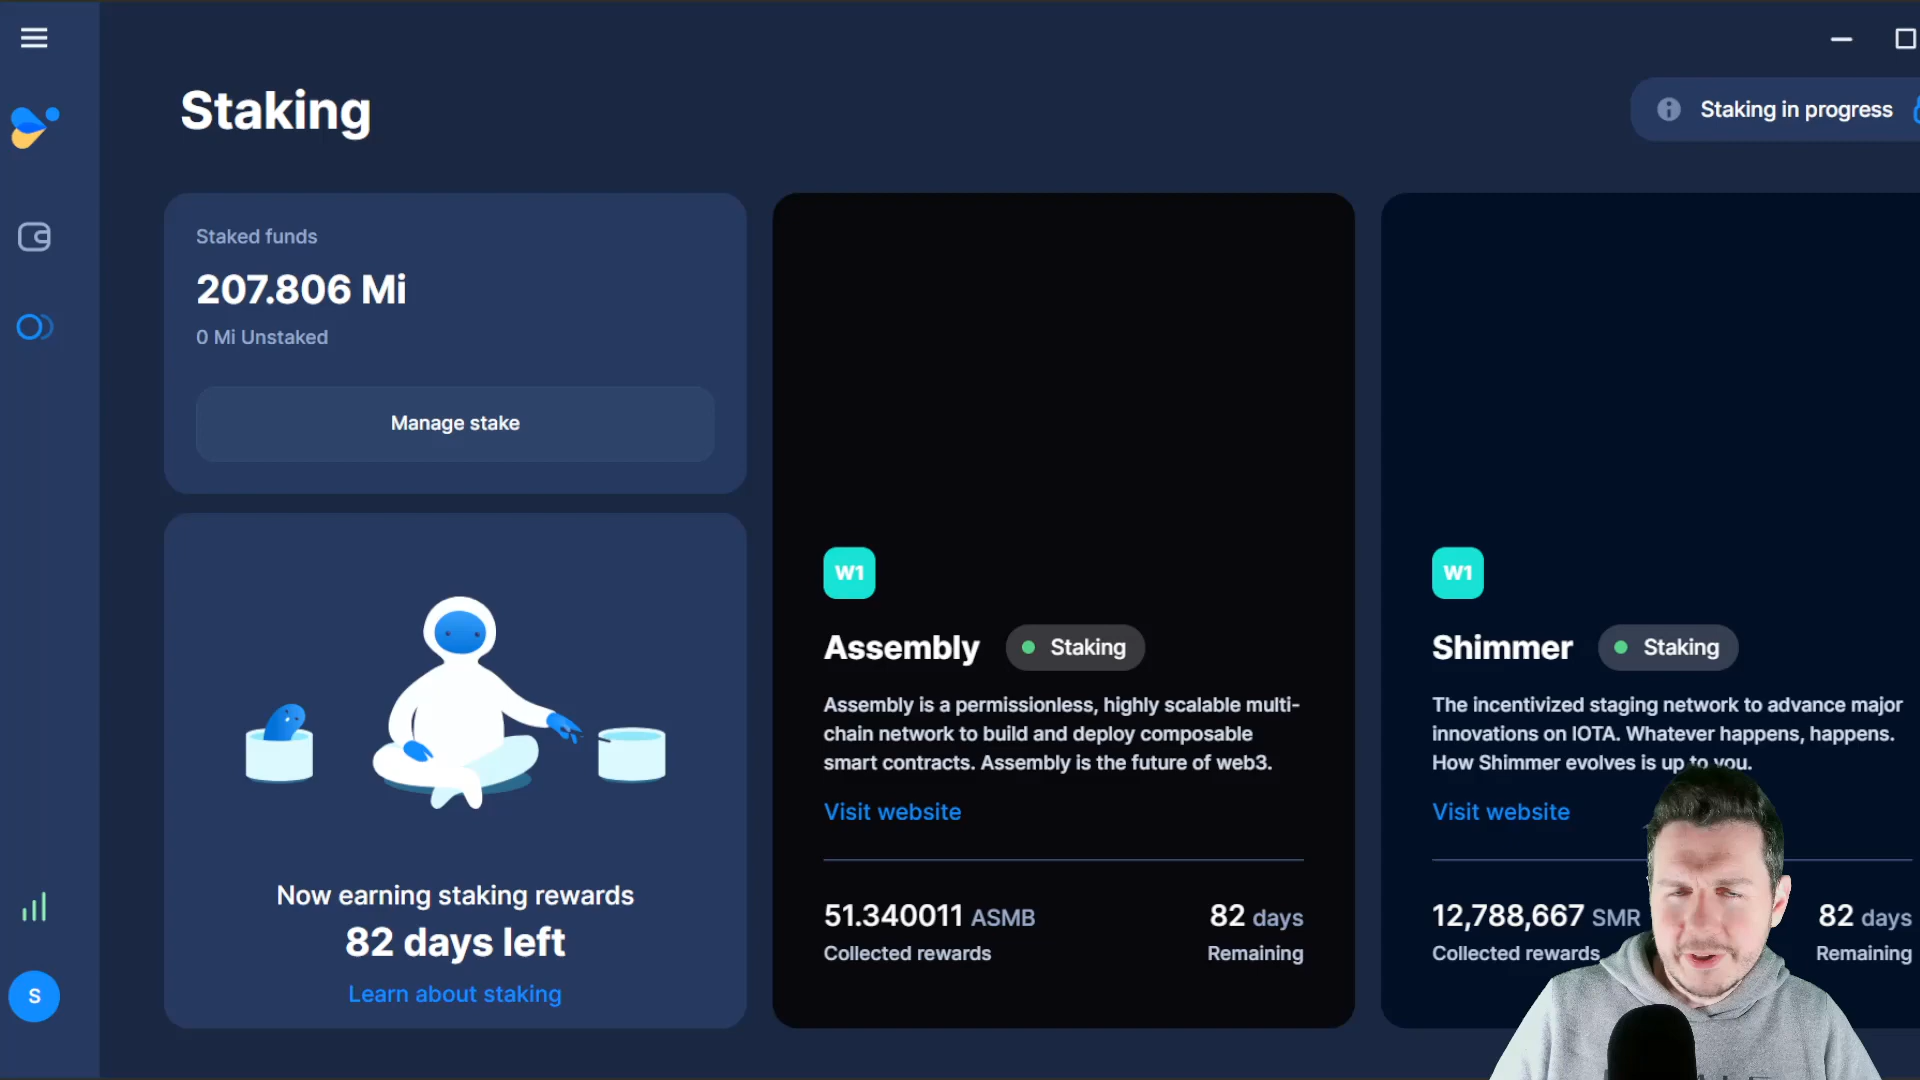 Staking
Staking in progress
Staked funds
207.806 Mi
0 Mi Unstaked
Manage stake
Now earning staking rewards
82 days left
Learn about staking
S
W1
Assembly
Staking
Assembly is a permissionless, highly scalable multi-
chain network to build and deploy composable
smart contracts. Assembly is the future of web3.
Visit website
51.340011 ASMB
Collected rewards
82 days
Remaining
W1
Shimmer
Staking
The incentivized staging network to advance major
innovations on IOTA. Whatever happens, happens.
How Shimmer evolves is up to you.
Visit website
12,788,667 SMR
Collected rewards
82 days
Remaining